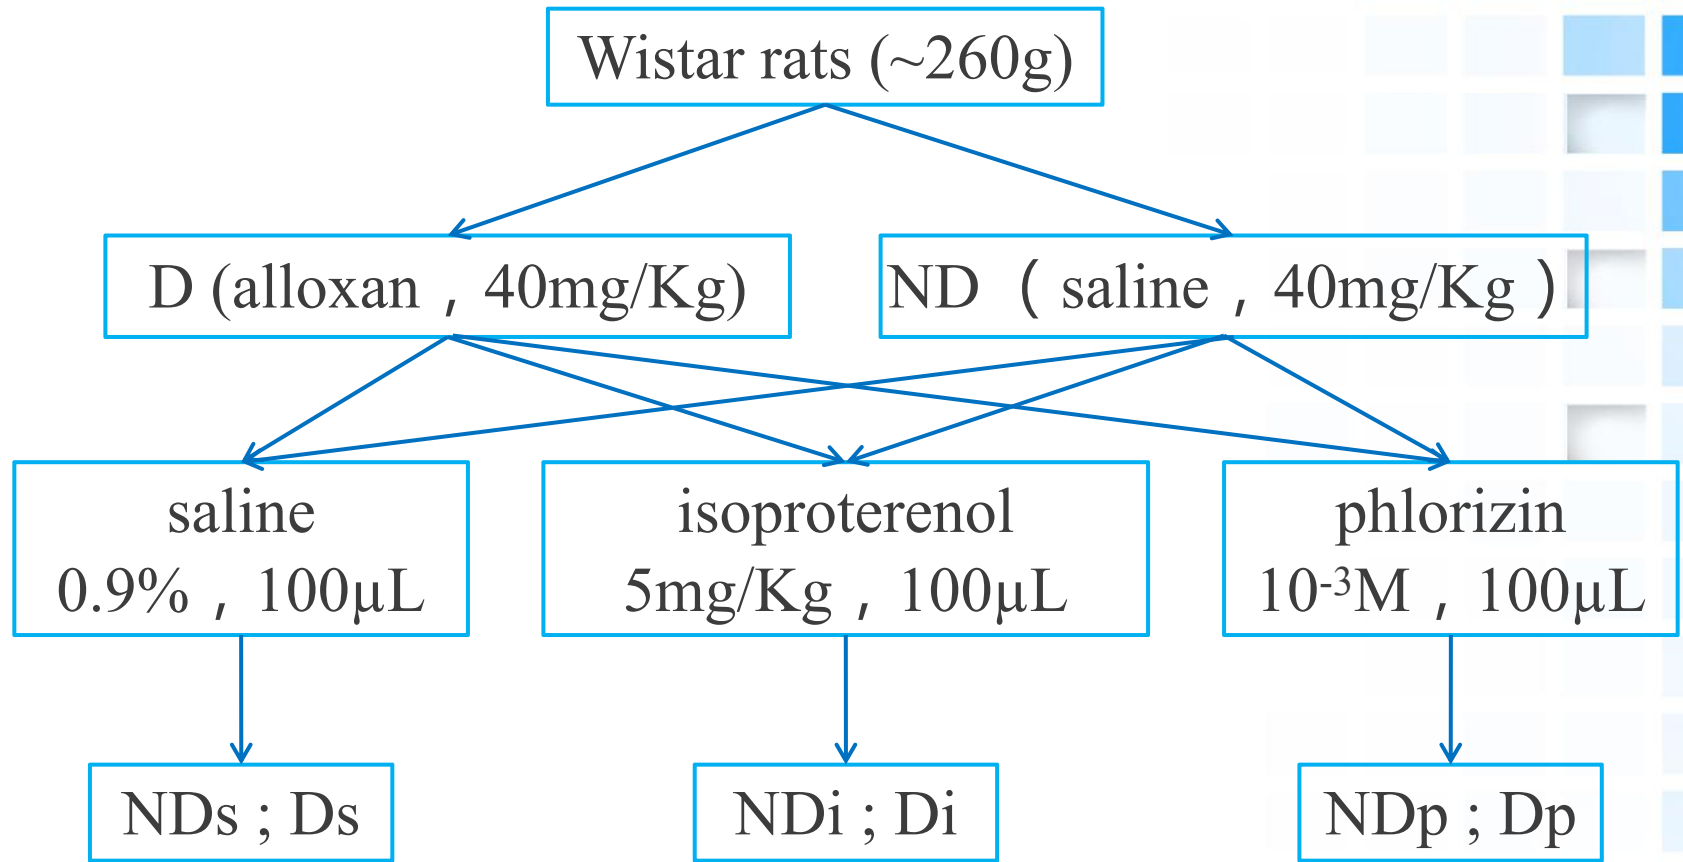 Wistar rats (~260g)
D (alloxan , 40mg/Kg)
ND ( saline , 40mg/Kg )
saline
0.9% , 100μL
isoproterenol
5mg/Kg , 100μL
phlorizin
10⁻³M , 100μL
NDs ; Ds
NDi ; Di
NDp ; Dp